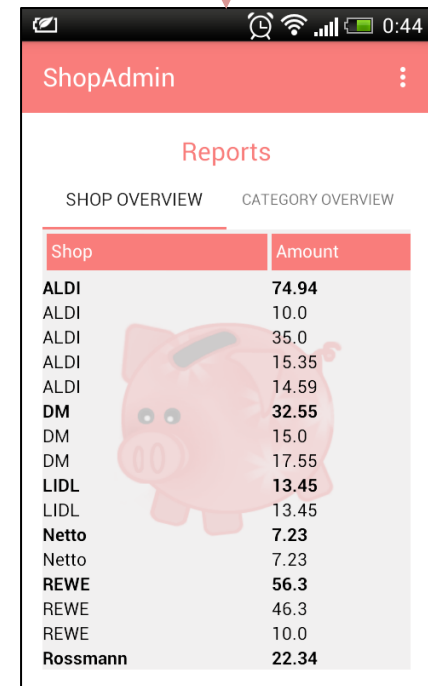 0:44
ShopAdmin
Reports
SHOP OVERVIEW CATEGORY OVERVIEW
Shop Amount
ALDI 74.94
ALDI 10.0
ALDI 35.0
ALDI 15.35
ALDI 14.59
DM 32.55
DM 15.0
DM 17.55
LIDL 13.45
LIDL 13.45
Netto 7.23
Netto 7.23
REWE 56.3
REWE 46.3
REWE 10.0
Rossmann 22.34